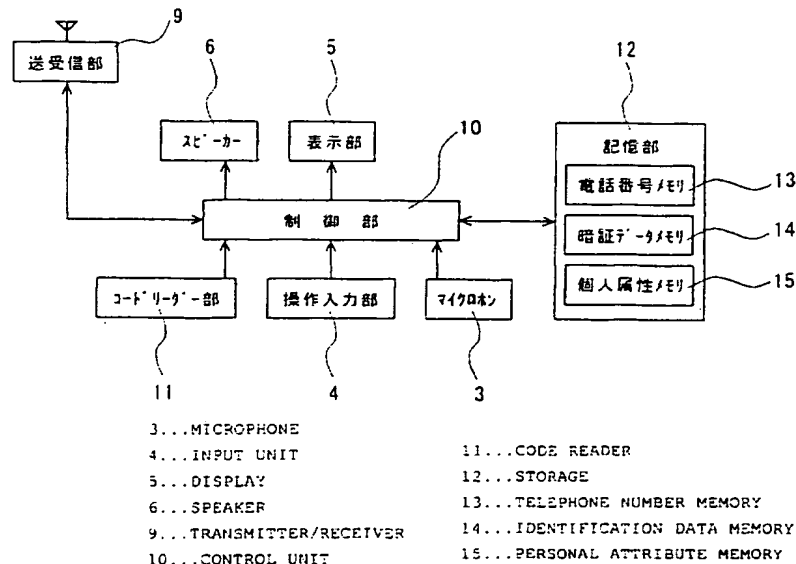 9
送受信部
6
5
12
スピーカー
表示部
10
記憶部
電話番号メモリ
13
制御部
暗証データメモリ
14
個人属性メモリ
15
コードリーダー部
操作入力部
マイクロホン
11
4
3
3...MICROPHONE
4...INPUT UNIT
5...DISPLAY
6...SPEAKER
9...TRANSMITTER/RECEIVER
10...CONTROL UNIT
11...CODE READER
12...STORAGE
13...TELEPHONE NUMBER MEMORY
14...IDENTIFICATION DATA MEMORY
15...PERSONAL ATTRIBUTE MEMORY